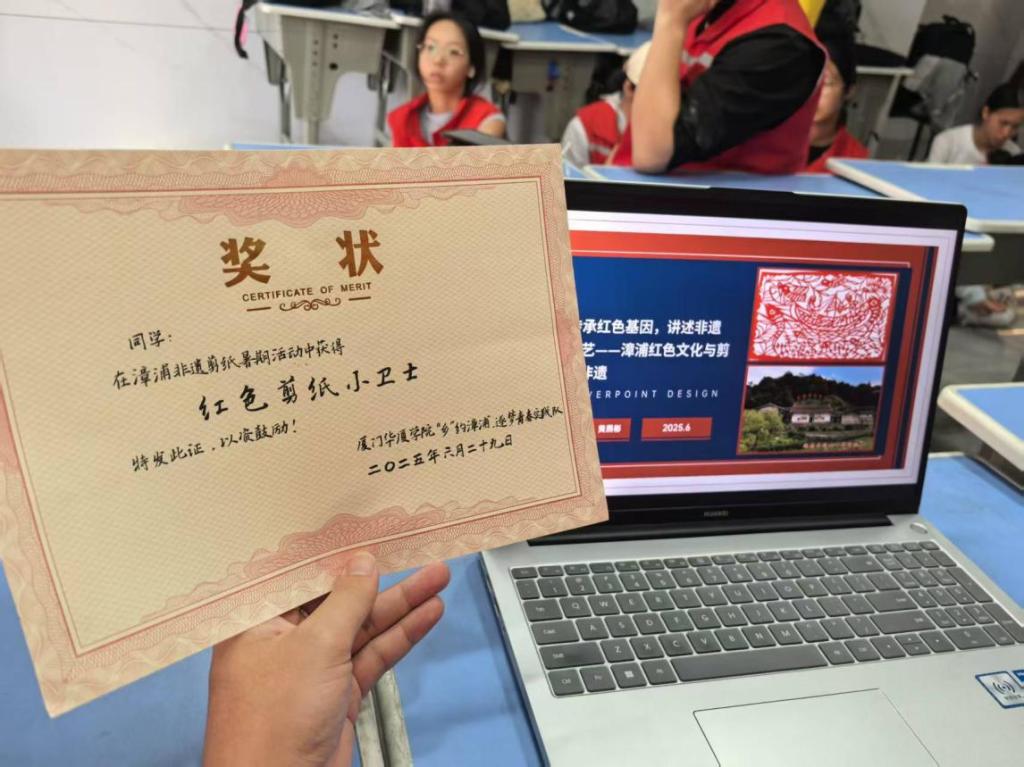 奖 状
CERTIFICATE OF MERIT
同学:
在漳浦非遗剪纸暑期活动中获得
红色剪纸小卫士
特发此证,以资鼓励!
厦门华厦学院"乡"约漳浦,逐梦青春实践队
二〇二五年六月二十九日
承红色基因,讲述非遗
艺——漳浦红色文化与剪
非遗
VERPOINT DESIGN
2025.6
HUAWEI